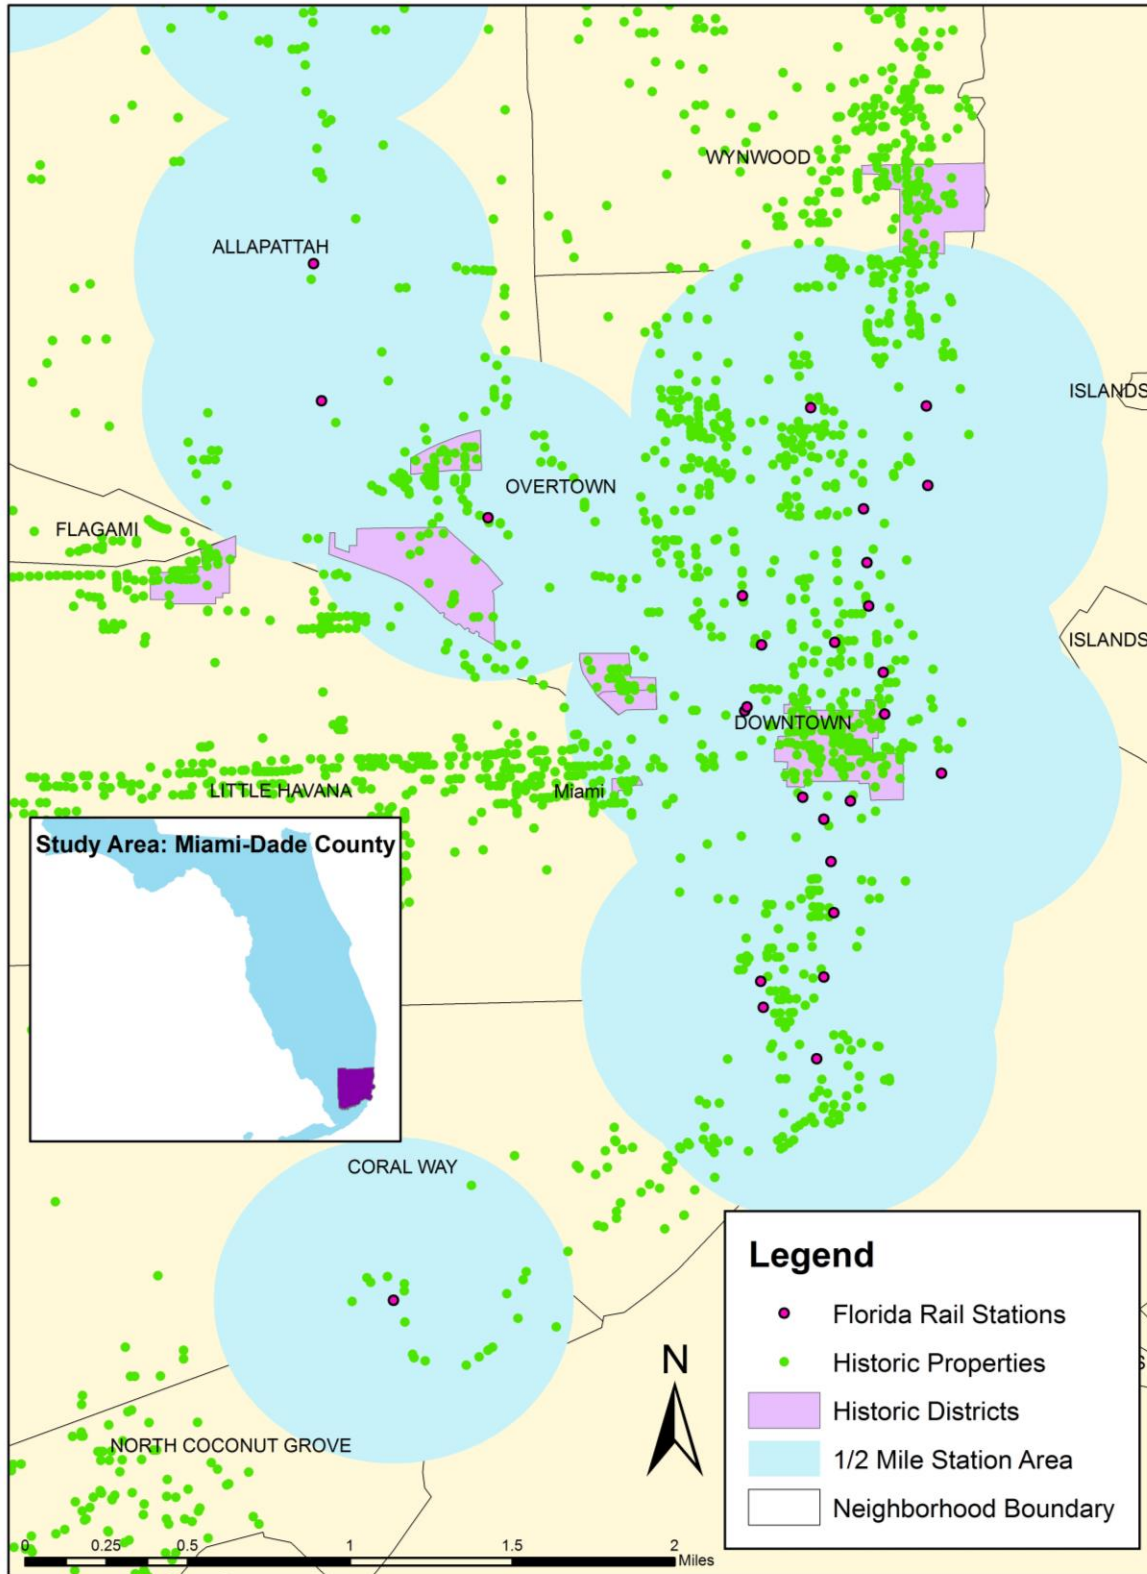 WYNWOOD
ALLAPATTAH
ISLANDS
OVERTOWN
FLAGAMI
ISLANDS
DOWNTOWN
LITTLE HAVANA
Miami
Study Area: Miami-Dade County
CORAL WAY
Legend
Florida Rail Stations
Historic Properties
Historic Districts
1/2 Mile Station Area
Neighborhood Boundary
N
NORTH COCONUT GROVE
0 0.25 0.5 1 1.5 2
Miles